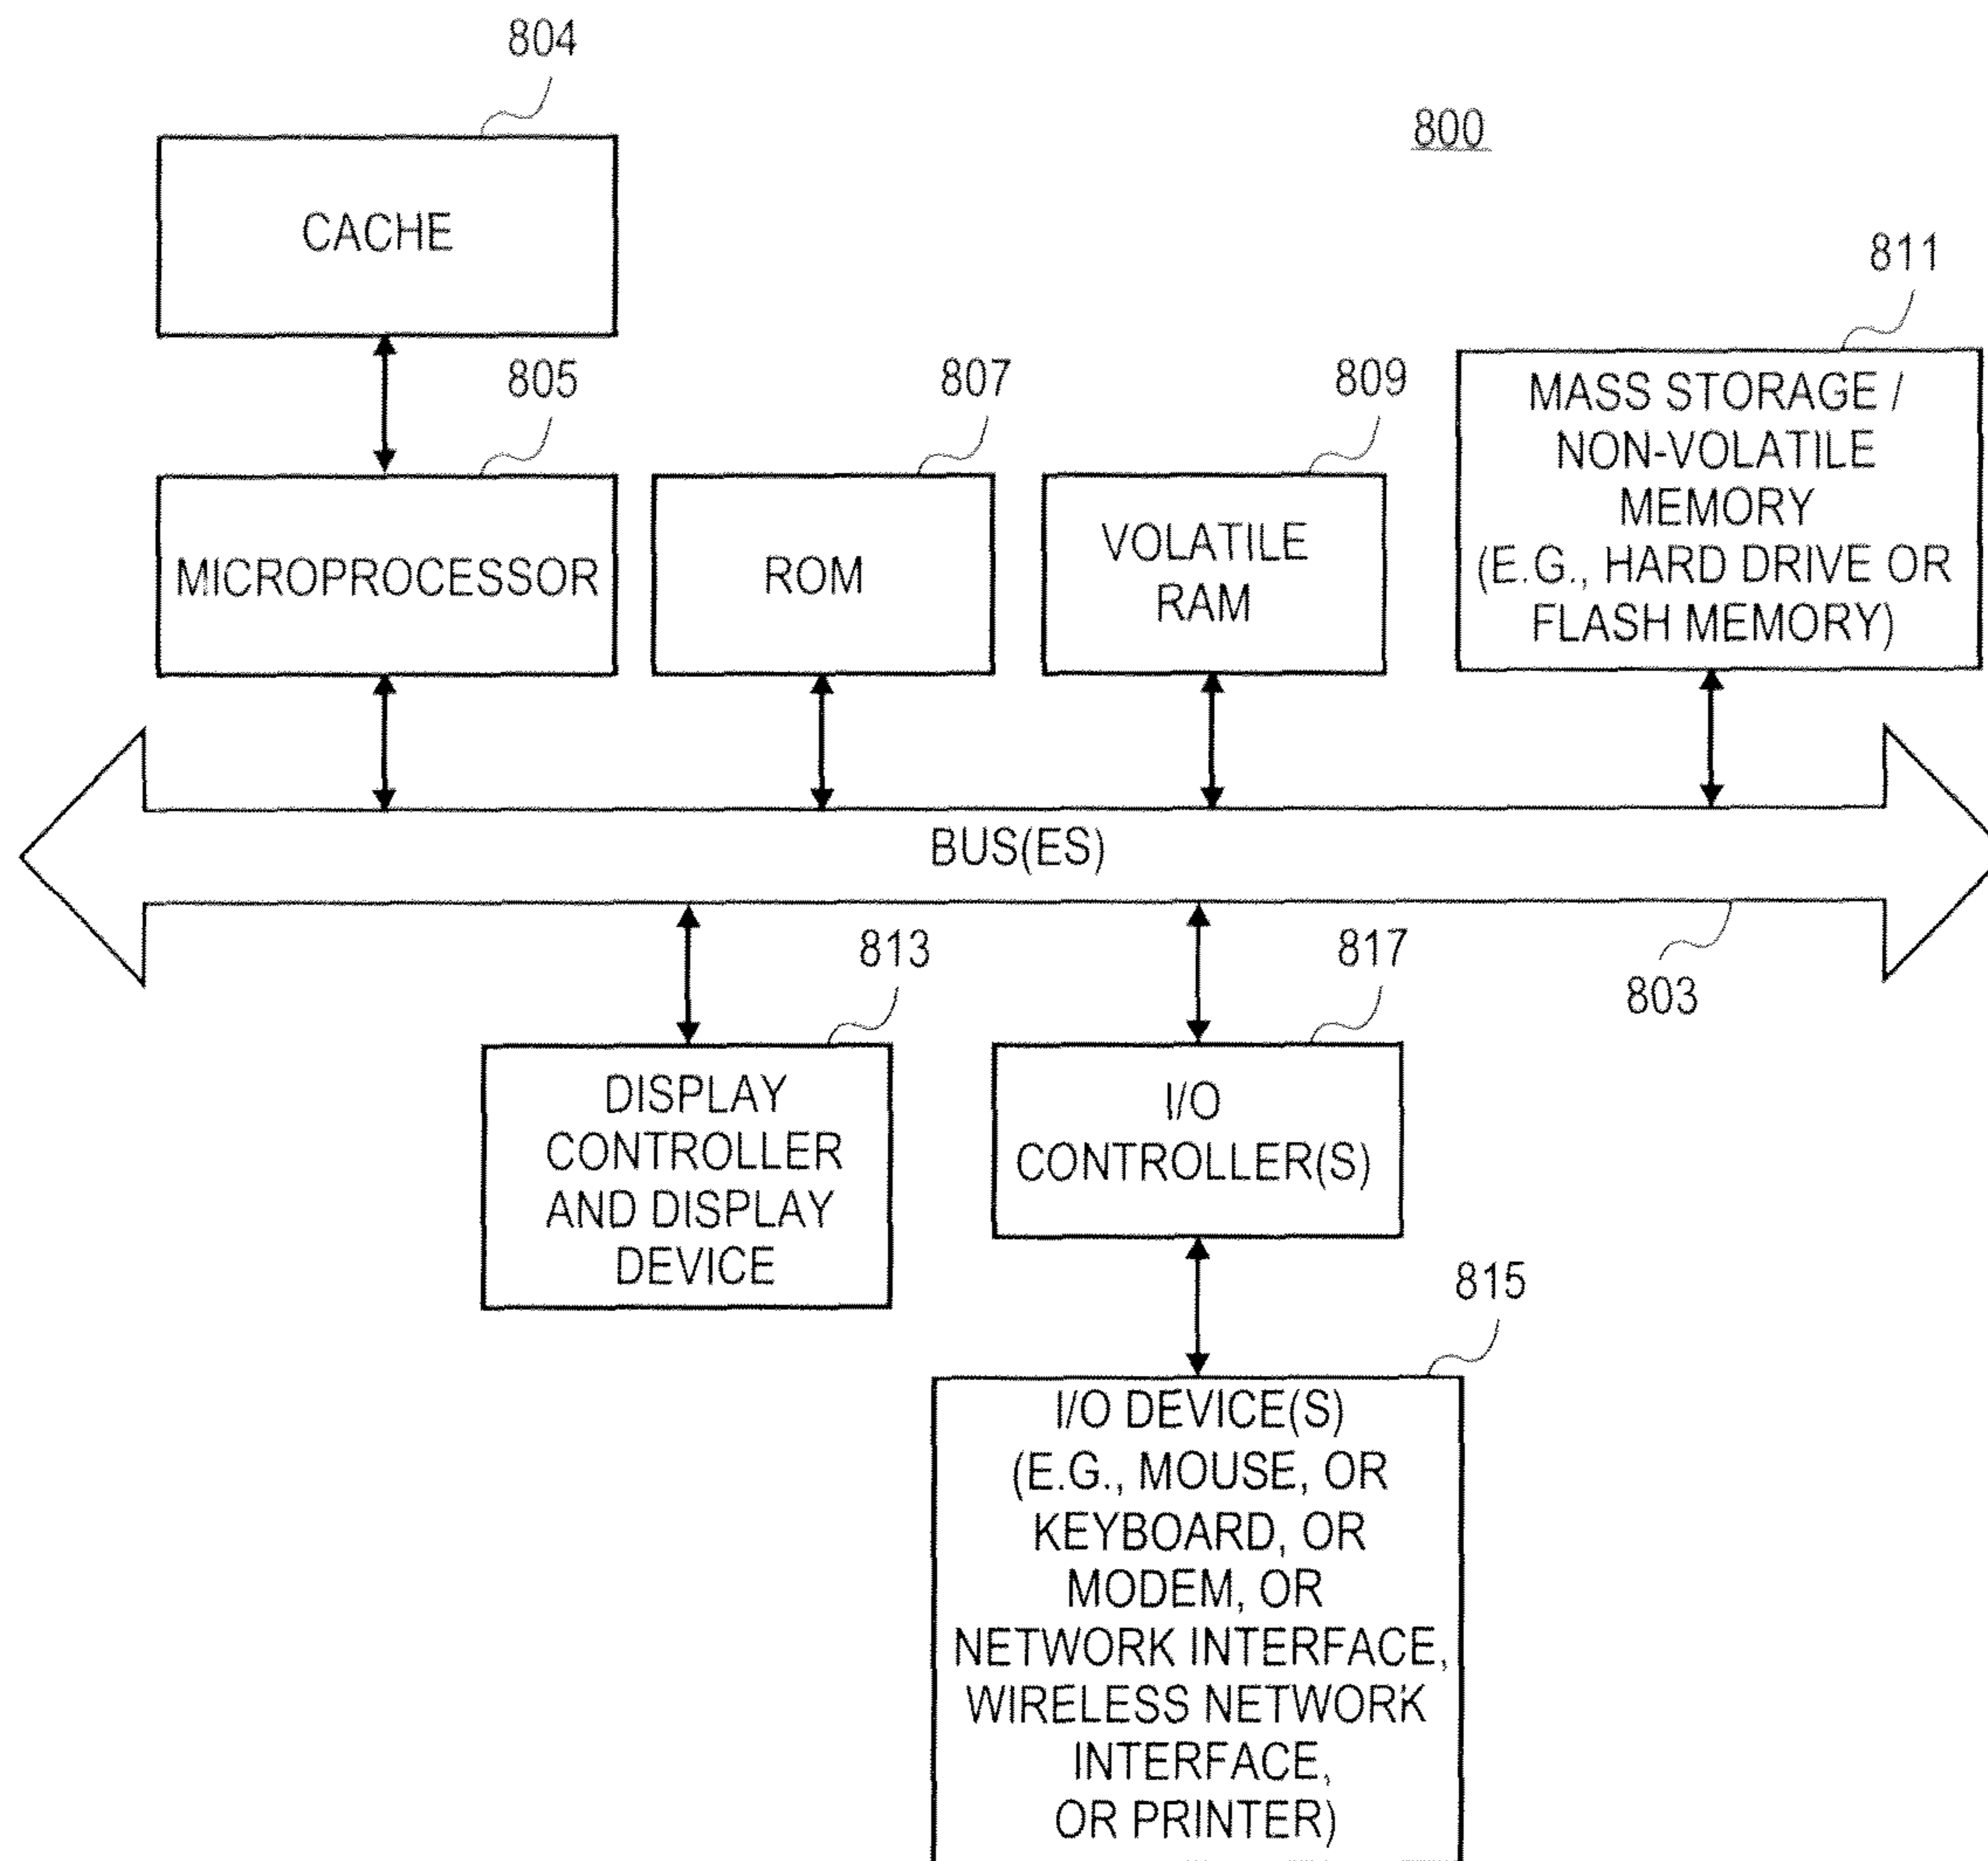 804
800
CACHE
811
805
807
809
MASS STORAGE /
NON-VOLATILE
MEMORY
(E.G., HARD DRIVE OR
FLASH MEMORY)
MICROPROCESSOR
ROM
VOLATILE
RAM
BUS(ES)
813
817
803
DISPLAY
CONTROLLER
AND DISPLAY
DEVICE
I/O
CONTROLLER(S)
815
I/O DEVICE(S)
(E.G., MOUSE, OR
KEYBOARD, OR
MODEM, OR
NETWORK INTERFACE,
WIRELESS NETWORK
INTERFACE,
OR PRINTER)